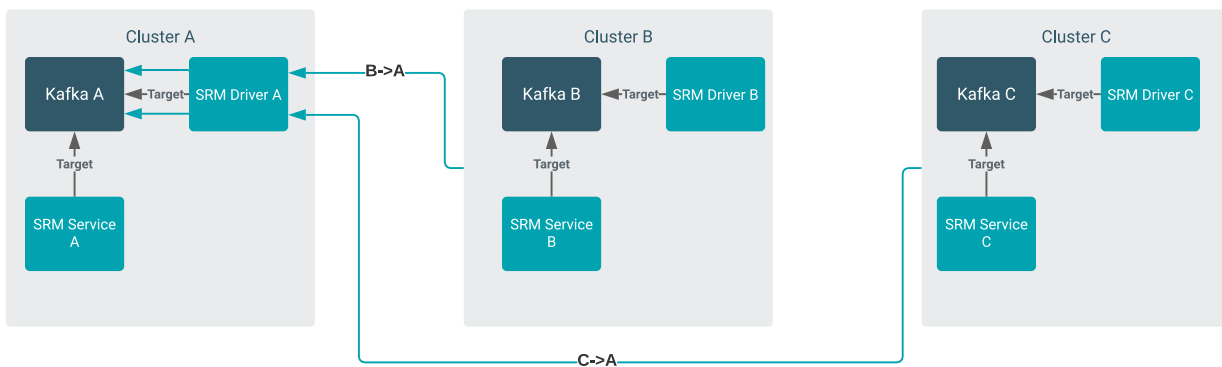 Cluster A
Cluster B
Cluster C
Kafka A
Target
SRM Driver A
B->A
Kafka B
Target
SRM Driver B
Kafka C
Target
SRM Driver C
Target
Target
Target
SRM Service
A
SRM Service
B
SRM Service
C
C->A